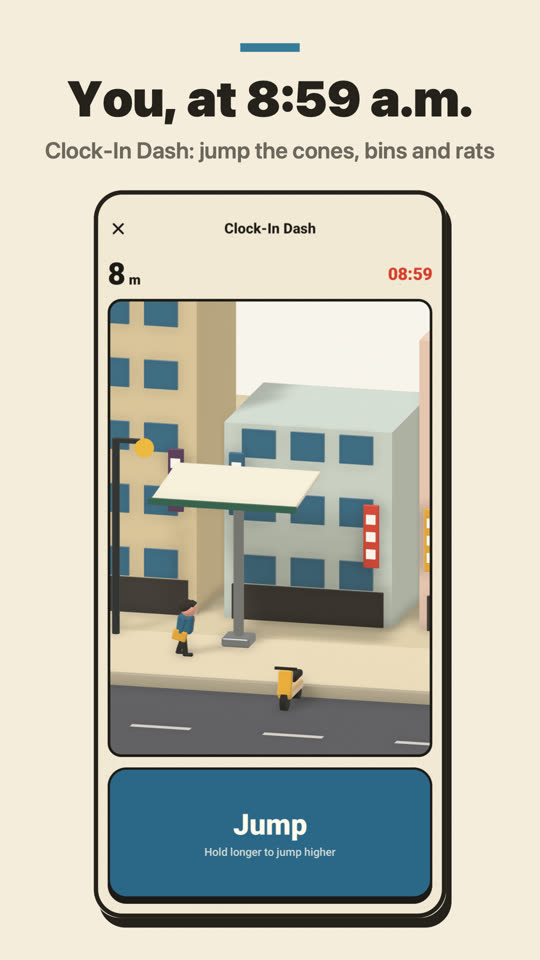 You, at 8:59 a.m.
Clock-In Dash: jump the cones, bins and rats
Clock-In Dash
8 m
08:59
Jump
Hold longer to jump higher